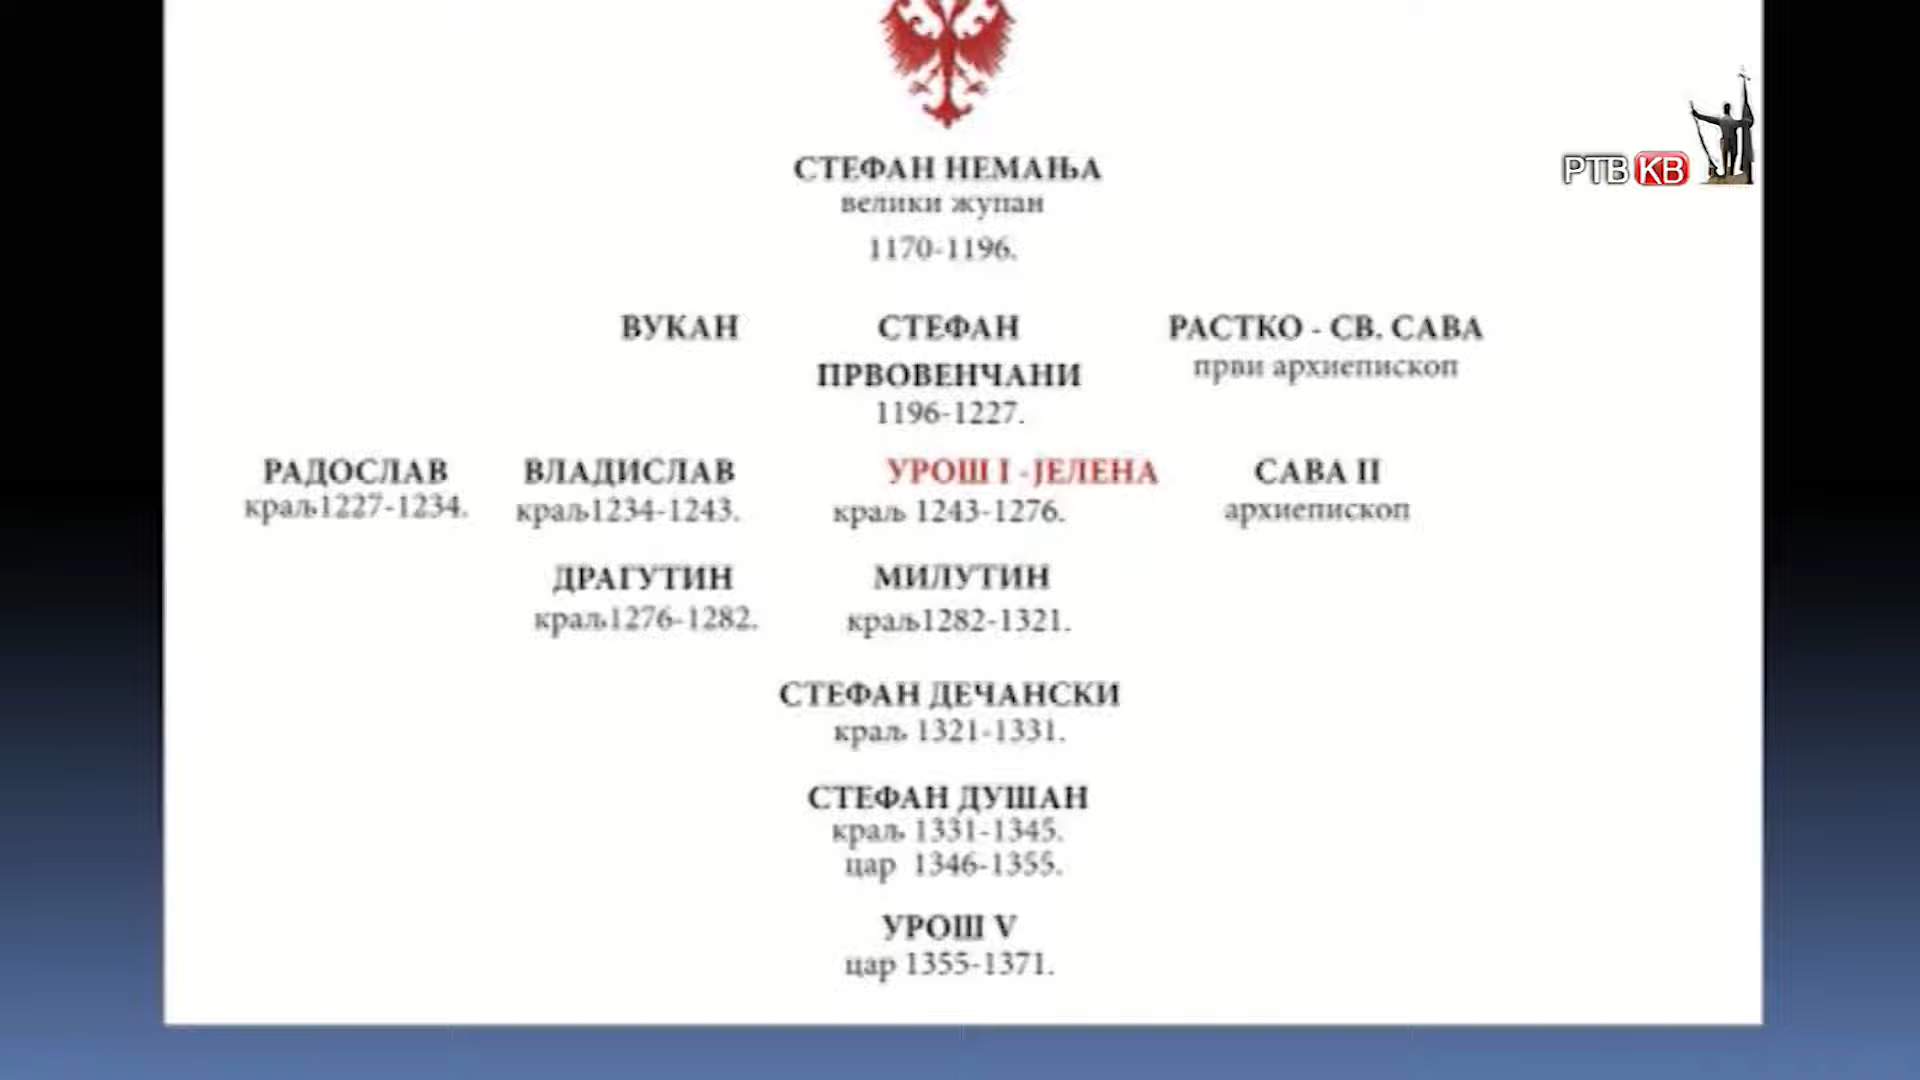 РТВ КВ
СТЕФАН НЕМАЊА
велики жупан
1170-1196.
ВУКАН СТЕФАН РАСТКО - СВ. САВА
ПРВОВЕНЧАНИ први архиепископ
1196-1227.
РАДОСЛАВ ВЛАДИСЛАВ УРОШ I -ЈЕЛЕНА САВА II
краљ1227-1234. краљ1234-1243. краљ 1243-1276. архиепископ
ДРАГУТИН МИЛУТИН
краљ1276-1282. краљ1282-1321.
СТЕФАН ДЕЧАНСКИ
краљ 1321-1331.
СТЕФАН ДУШАН
краљ 1331-1345.
цар 1346-1355.
УРОШ V
цар 1355-1371.